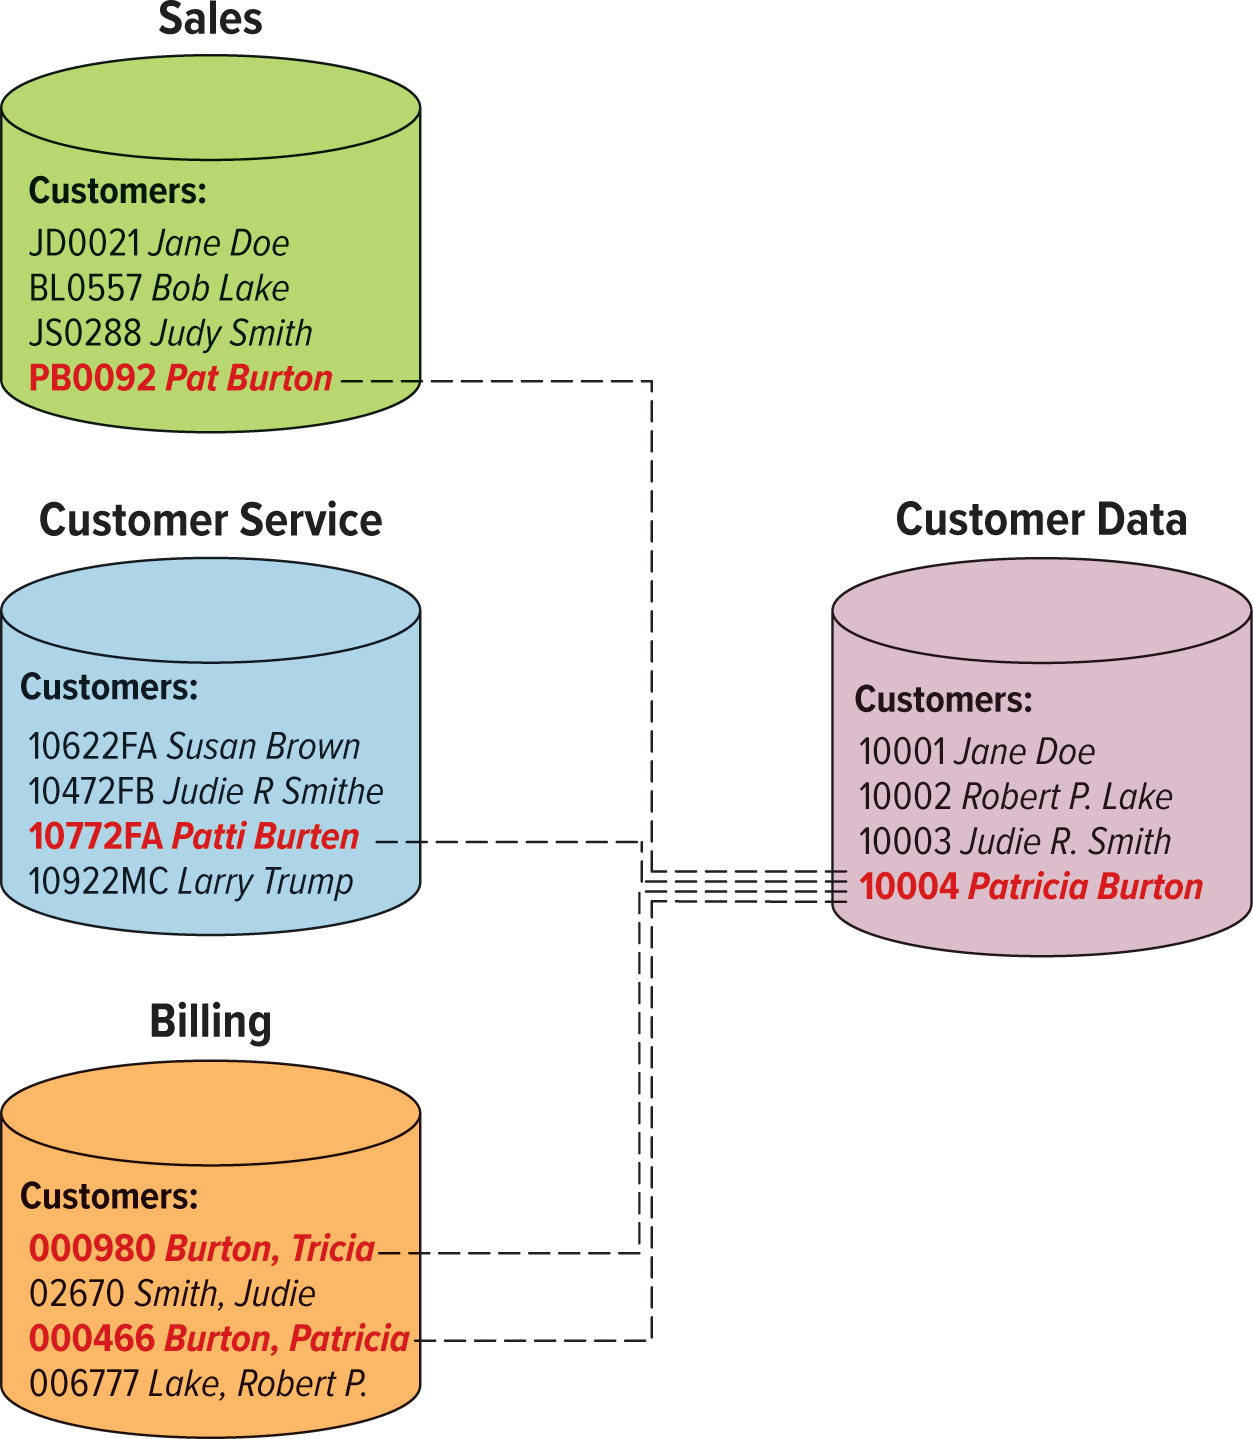 Sales
Customers:
JD0021 Jane Doe
BL0557 Bob Lake
JS0288 Judy Smith
PB0092 Pat Burton
Customer Service
Customers:
10622FA Susan Brown
10472FB Judie R Smithe
10772FA Patti Burten
10922MC Larry Trump
Billing
Customers:
000980 Burton, Tricia
02670 Smith, Judie
000466 Burton, Patricia
006777 Lake, Robert P.
Customer Data
Customers:
10001 Jane Doe
10002 Robert P. Lake
10003 Judie R. Smith
10004 Patricia Burton